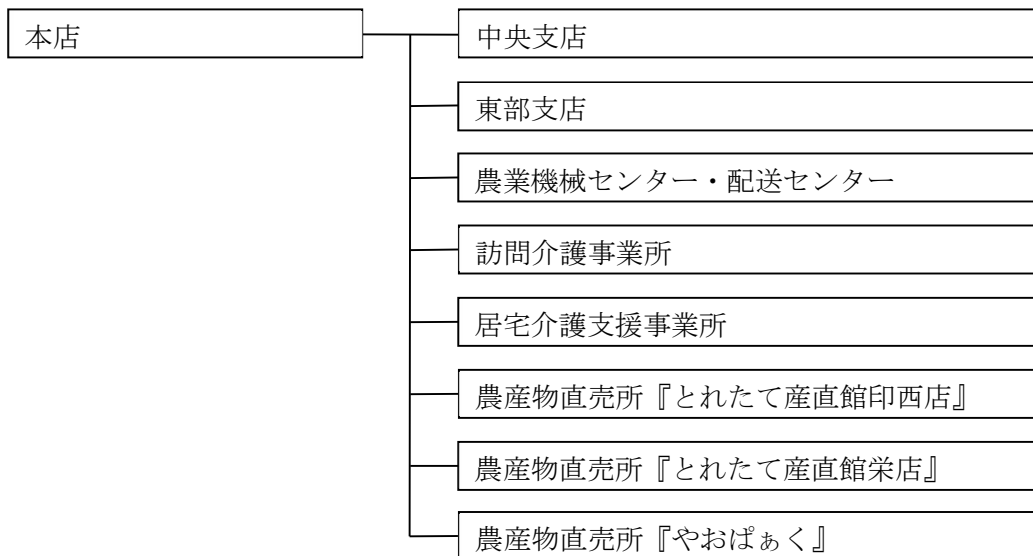 本店
中央支店
東部支店
農業機械センター・配送センター
訪問介護事業所
居宅介護支援事業所
農産物直売所『とれたて産直館印西店』
農産物直売所『とれたて産直館栄店』
農産物直売所『やおぱぁく』